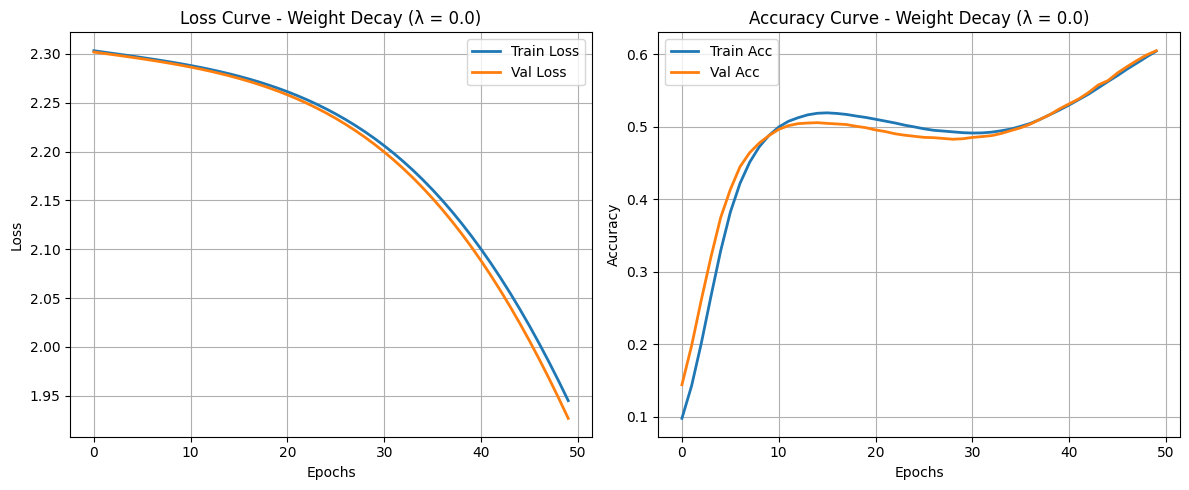 Loss Curve - Weight Decay (λ = 0.0)
Loss
2.30
2.25
2.20
2.15
2.10
2.05
2.00
1.95
Train Loss
Val Loss
0
10
20
30
40
50
Epochs
Accuracy Curve - Weight Decay (λ = 0.0)
Accuracy
0.6
0.5
0.4
0.3
0.2
0.1
Train Acc
Val Acc
0
10
20
30
40
50
Epochs